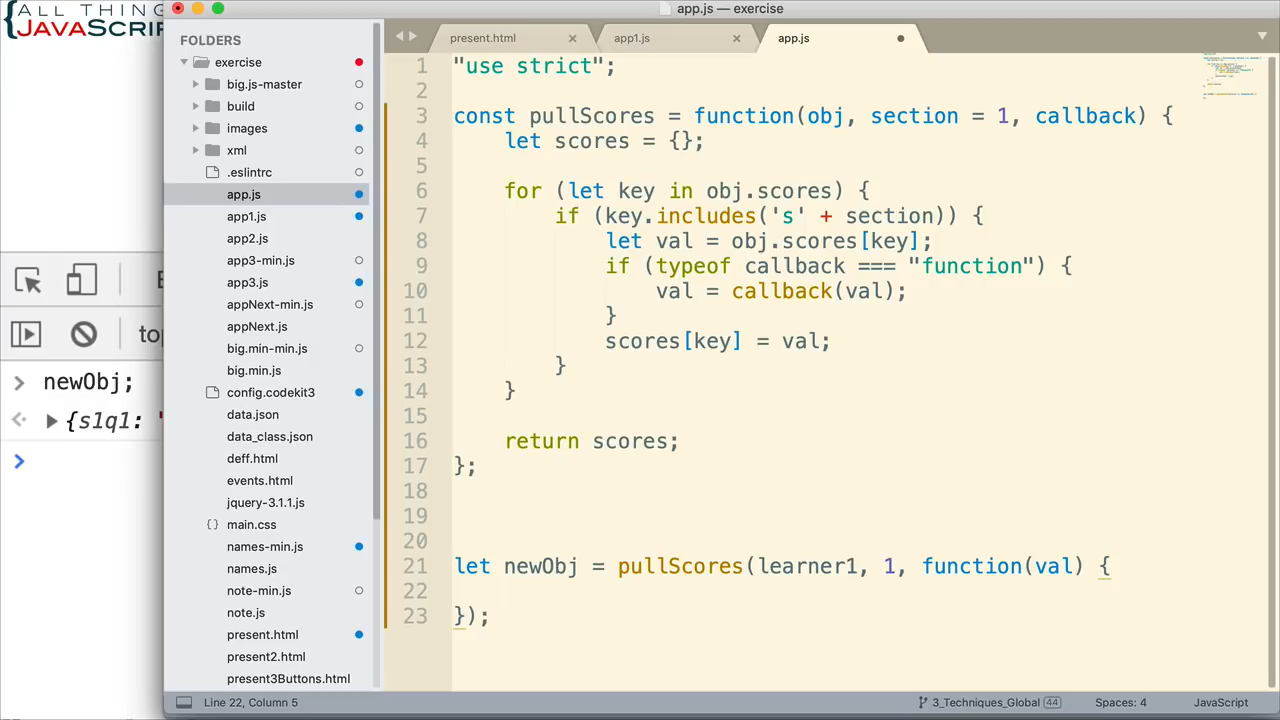 {ALL THING
JAVASCRIP
app.js — exercise
FOLDERS
exercise
big.js-master
build
images
xml
.eslintrc
app.js
app1.js
app2.js
app3-min.js
app3.js
appNext-min.js
appNext.js
big.min-min.js
big.min.js
config.codekit3
data.json
data_class.json
deff.html
events.html
jquery-3.1.1.js
{} main.css
names-min.js
names.js
note-min.js
note.js
present.html
present2.html
present3Buttons.html
present.html
app1.js
app.js
1 "use strict";
2
3 const pullScores = function(obj, section = 1, callback) {
4 let scores = {};
5
6 for (let key in obj.scores) {
7 if (key.includes('s' + section)) {
8 let val = obj.scores[key];
9 if (typeof callback === "function") {
10 val = callback(val);
11 }
12 scores[key] = val;
13 }
14 }
15
16 return scores;
17 };
18
19
20
21 let newObj = pullScores(learner1, 1, function(val) {
22
23 });
top
> newObj;
{s1q1: "
>
Line 22, Column 5
3_Techniques_Global 44
Spaces: 4
JavaScript